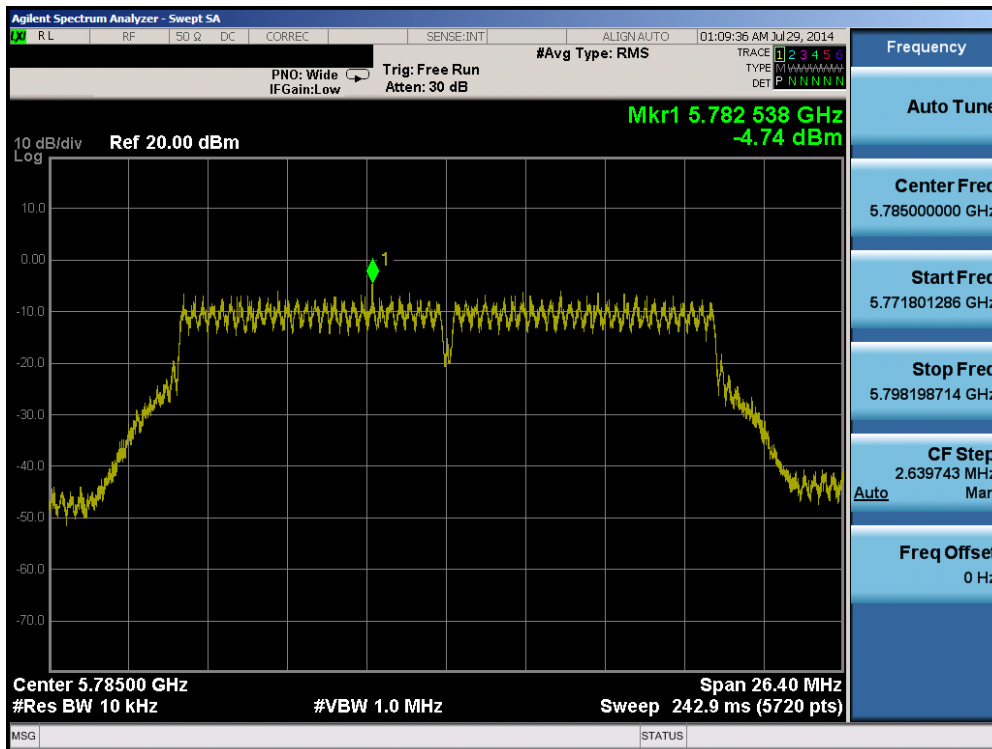 Agilent Spectrum Analyzer - Swept SA
LXI RL RF 50 Ω DC CORREC SENSE:INT ALIGN AUTO 01:09:36 AM Jul 29, 2014
#Avg Type: RMS TRACE 1 2 3 4 5 6
PNO: Wide Trig: Free Run TYPE M W W W W W
IFGain:Low Atten: 30 dB DET P N N N N N
Mkr1 5.782 538 GHz
-4.74 dBm
10 dB/div Ref 20.00 dBm
Log
10.0
0.00
1
-10.0
-20.0
-30.0
-40.0
-50.0
-60.0
-70.0
Center 5.78500 GHz Span 26.40 MHz
#Res BW 10 kHz #VBW 1.0 MHz Sweep 242.9 ms (5720 pts)
MSG STATUS
Frequency
Auto Tune
Center Freq
5.785000000 GHz
Start Freq
5.771801286 GHz
Stop Freq
5.798198714 GHz
CF Step
2.639743 MHz
Auto Man
Freq Offset
0 Hz